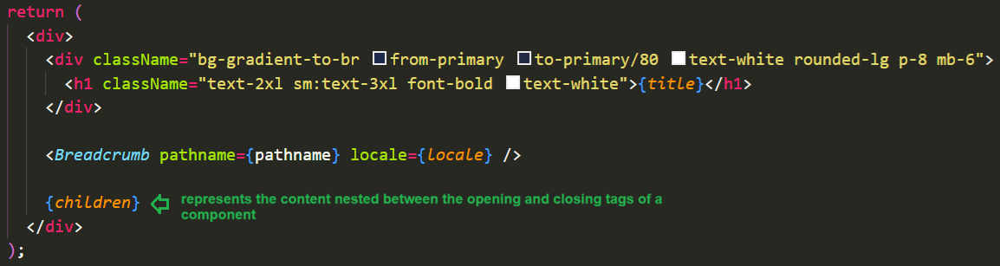 return (
<div>
<div className="bg-gradient-to-br from-primary to-primary/80 text-white rounded-lg p-8 mb-6">
<h1 className="text-2xl sm:text-3xl font-bold text-white">{title}</h1>
</div>
<Breadcrumb pathname={pathname} locale={locale} />
{children} represents the content nested between the opening and closing tags of a
component
</div>
);